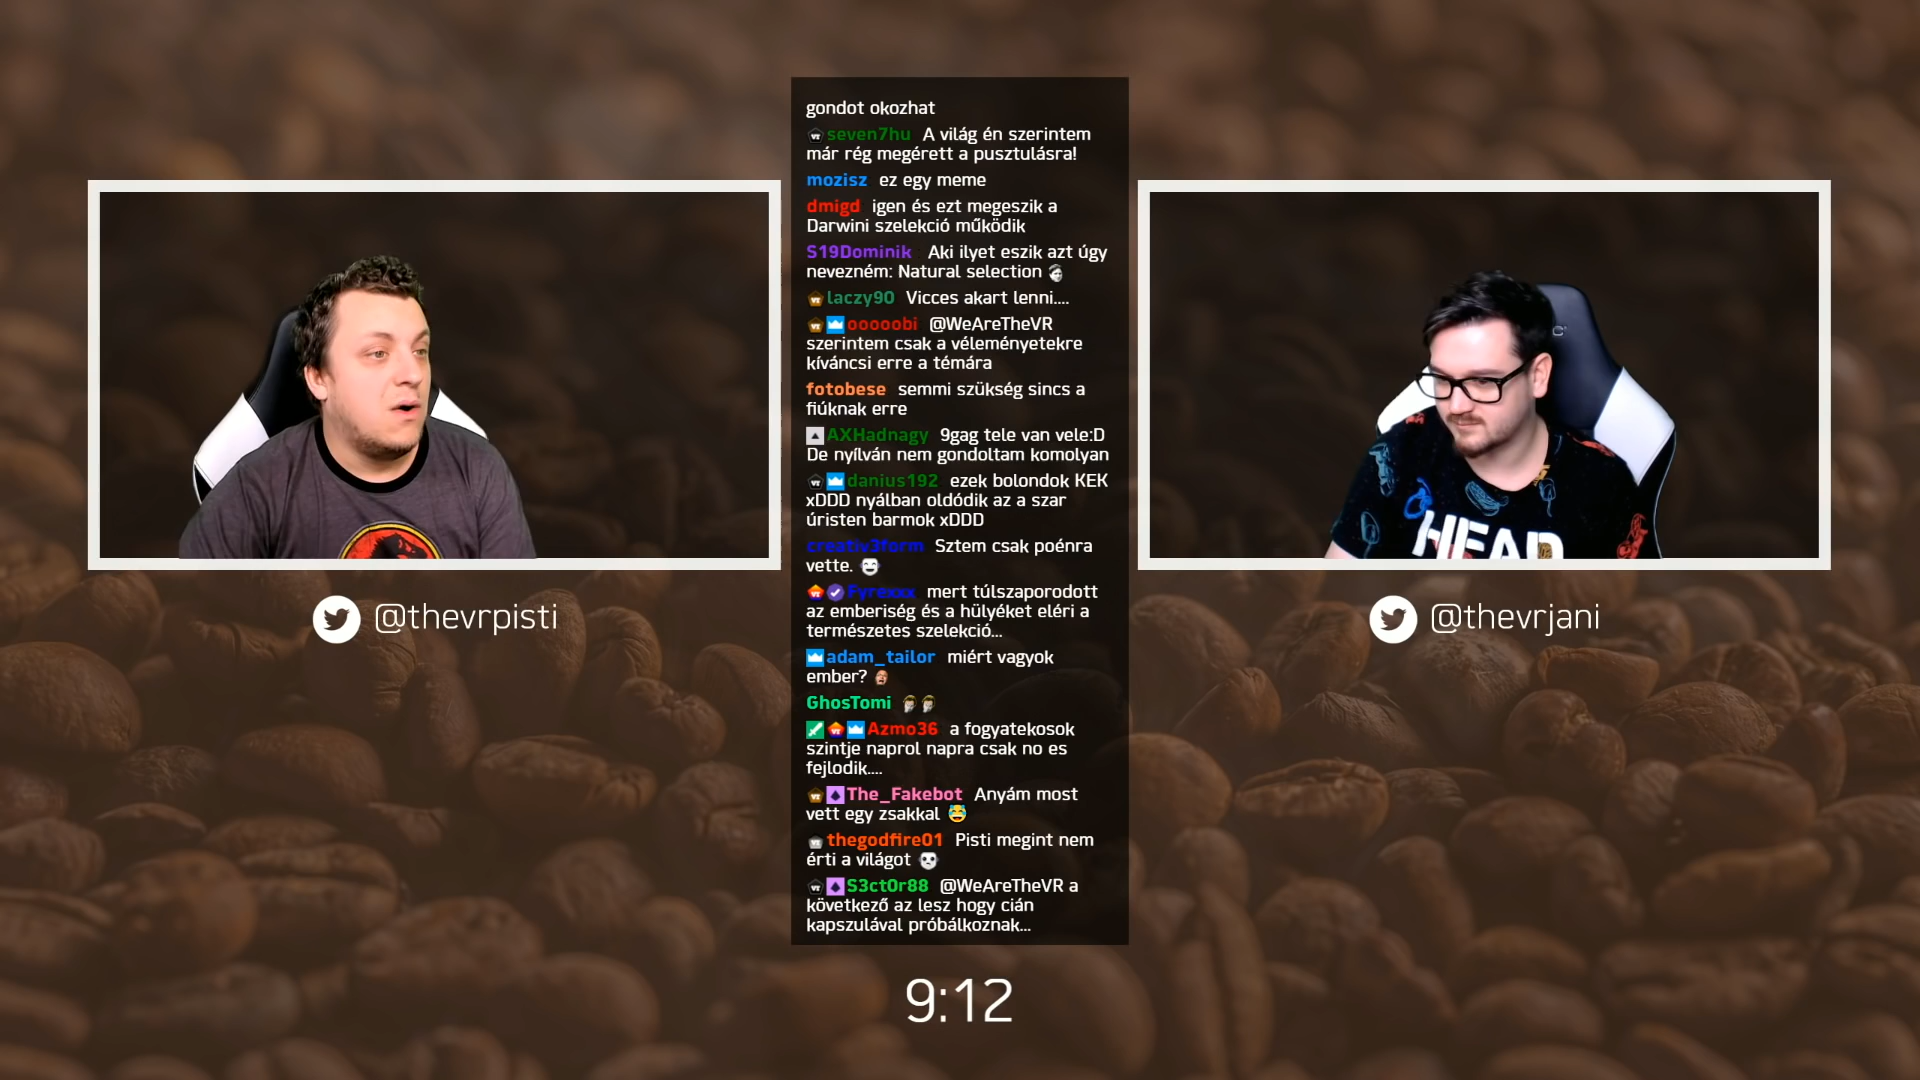 gondot okozhat
seven7hu A világ én szerintem
már rég megérett a pusztulásra!
mozisz ez egy meme
dmigd igen és ezt megeszik a
Darwini szelekció működik
S19Dominik Aki ilyet eszik azt úgy
nevezném: Natural selection
laczy90 Vicces akart lenni....
ooooobi @WeAreTheVR
szerintem csak a véleményetekre
kíváncsi erre a témára
fotobese semmi szükség sincs a
fiúknak erre
AXHadnagy 9gag tele van vele:D
De nyílván nem gondoltam komolyan
danius192 ezek bolondok KEK
xDDD nyálban oldódik az a szar
úristen barmok xDDD
creativ3form Sztem csak poénra
vette.
Fyrexxx mert túlszaporodott
az emberiség és a hülyéket eléri a
természetes szelekció...
adam_tailor miért vagyok
ember?
GhosTomi
Azmo36 a fogyatekosok
szintje naprol napra csak no es
fejlodik....
The_Fakebot Anyám most
vett egy zsakkal
thegodfire01 Pisti megint nem
érti a világot
S3ct0r88 @WeAreTheVR a
következő az lesz hogy cián
kapszulával próbálkoznak...
@thevrpisti
HEAD
@thevrjani
9:12